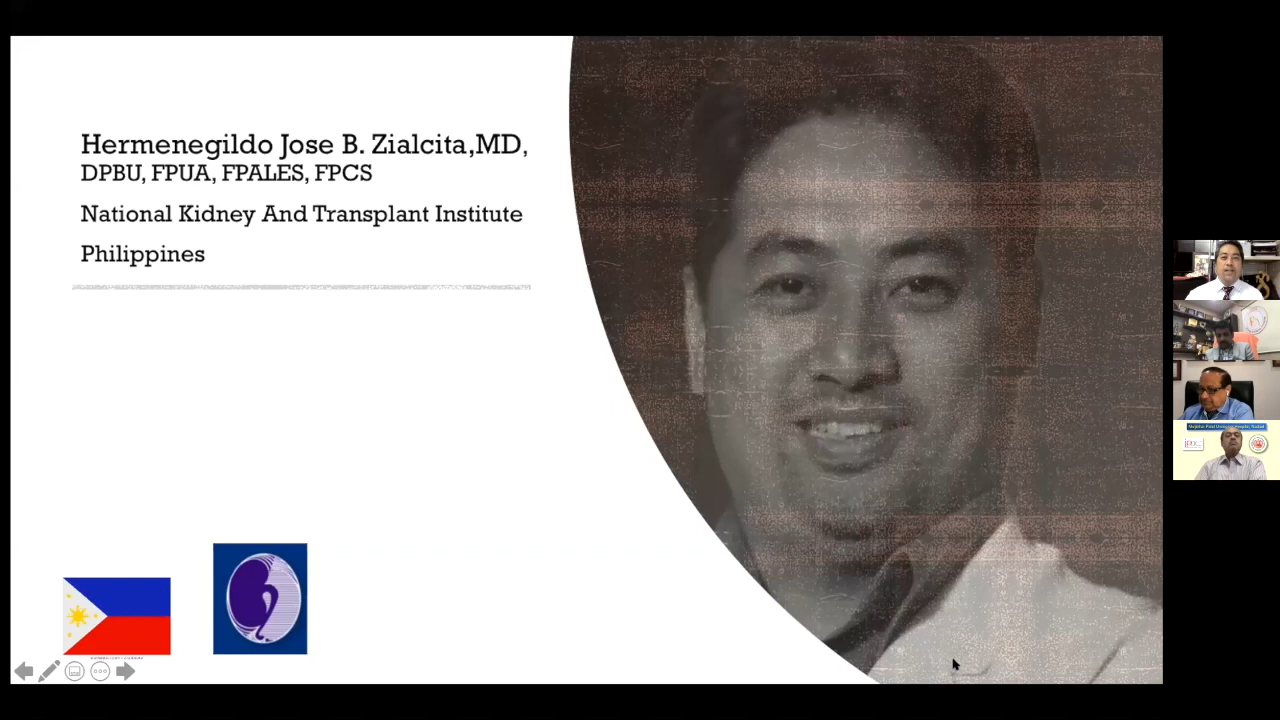 Hermenegildo Jose B. Zialcita,MD,
DPBU, FPUA, FPALES, FPCS
National Kidney And Transplant Institute
Philippines